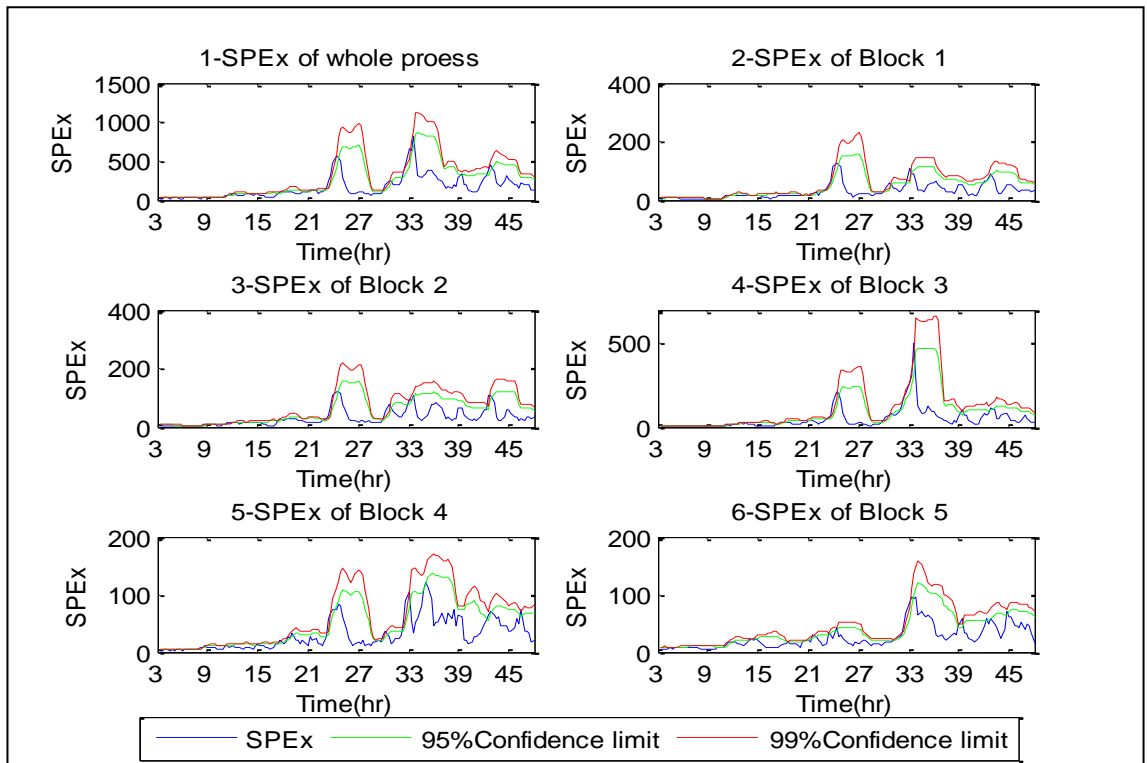 1-SPEx of whole proess
2-SPEx of Block 1
1500
1000
500
0
SPEx
3 9 15 21 27 33 39 45
Time(hr)
400
200
0
SPEx
3 9 15 21 27 33 39 45
Time(hr)
3-SPEx of Block 2
4-SPEx of Block 3
400
200
0
SPEx
3 9 15 21 27 33 39 45
Time(hr)
500
0
SPEx
3 9 15 21 27 33 39 45
Time(hr)
5-SPEx of Block 4
6-SPEx of Block 5
200
100
0
SPEx
3 9 15 21 27 33 39 45
Time(hr)
200
100
0
SPEx
3 9 15 21 27 33 39 45
Time(hr)
SPEx 95%Confidence limit 99%Confidence limit